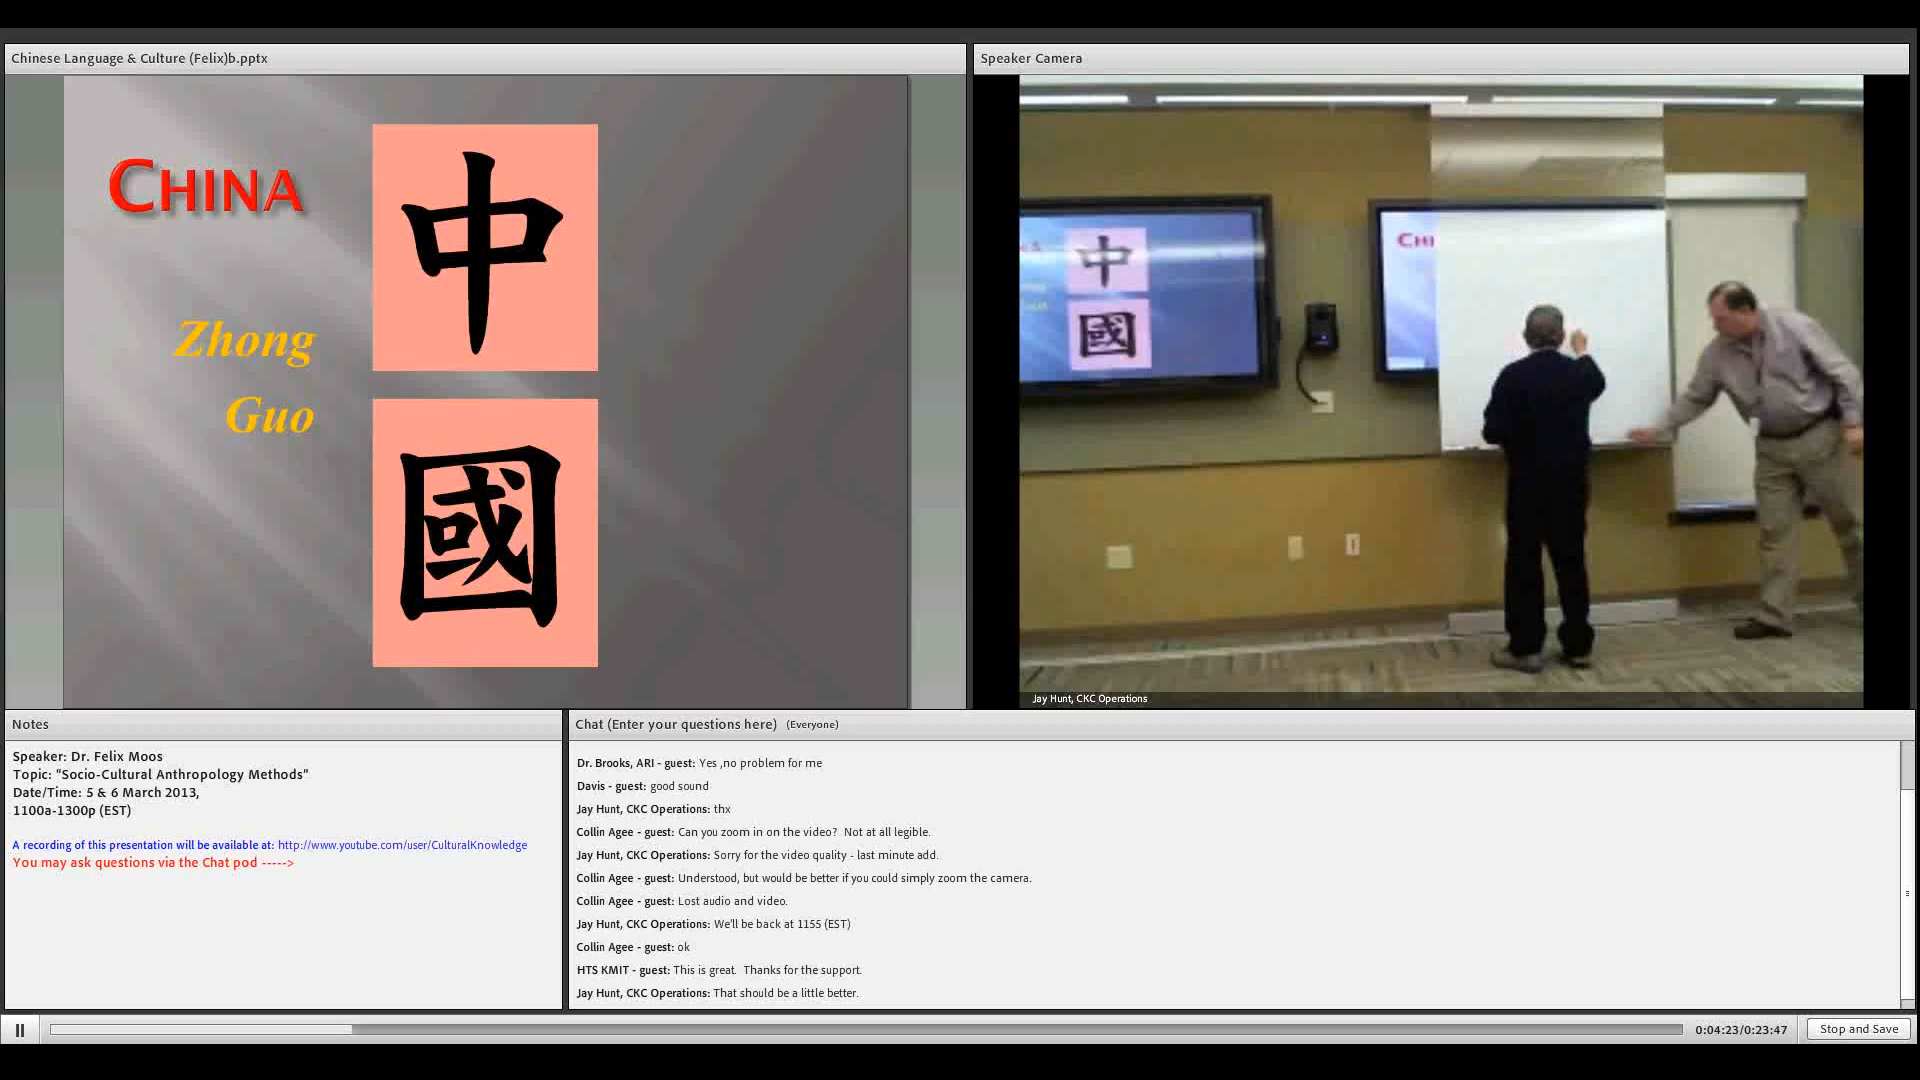 Chinese Language & Culture (Felix)b.pptx
CHINA
中
Zhong
Guo
國
Speaker Camera
中
國
CHI
Jay Hunt, CKC Operations
Notes
Speaker: Dr. Felix Moos
Topic: "Socio-Cultural Anthropology Methods"
Date/Time: 5 & 6 March 2013,
1100a-1300p (EST)
A recording of this presentation will be available at: http://www.youtube.com/user/CulturalKnowledge
You may ask questions via the Chat pod ----->
Chat (Enter your questions here) (Everyone)
Dr. Brooks, ARI - guest: Yes ,no problem for me
Davis - guest: good sound
Jay Hunt, CKC Operations: thx
Collin Agee - guest: Can you zoom in on the video?  Not at all legible.
Jay Hunt, CKC Operations: Sorry for the video quality - last minute add.
Collin Agee - guest: Understood, but would be better if you could simply zoom the camera.
Collin Agee - guest: Lost audio and video.
Jay Hunt, CKC Operations: We'll be back at 1155 (EST)
Collin Agee - guest: ok
HTS KMIT - guest: This is great.  Thanks for the support.
Jay Hunt, CKC Operations: That should be a little better.
0:04:23/0:23:47
Stop and Save